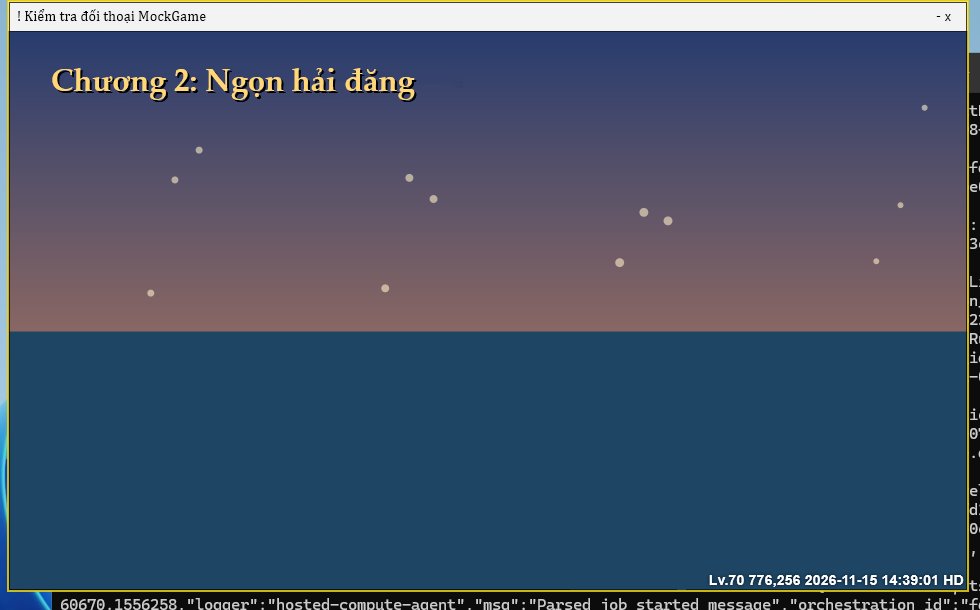 ! Kiểm tra đối thoại MockGame
- x
Chương 2: Ngọn hải đăng
Lv.70 776,256 2026-11-15 14:39:01 HD
60670.1556258,"logger":"hosted-compute-agent","msg":"Parsed job started message","orchestration_id":"